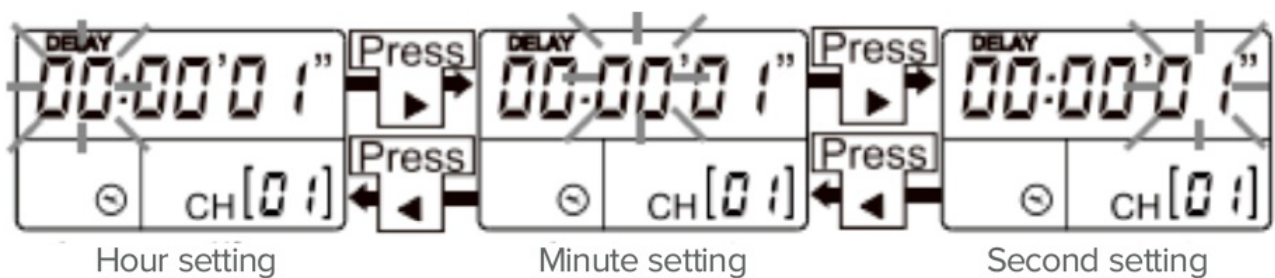 DELAY
00:00'01"
CH[01]
Hour setting
Press ▶
Press ◀
DELAY
00:00'01"
CH[01]
Minute setting
Press ▶
Press ◀
DELAY
00:00'01"
CH[01]
Second setting